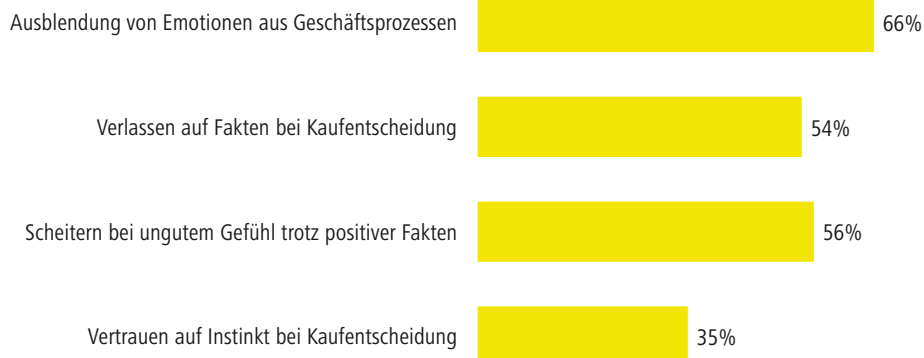 Ausblendung von Emotionen aus Geschäftsprozessen 66%
Verlassen auf Fakten bei Kaufentscheidung 54%
Scheitern bei ungutem Gefühl trotz positiver Fakten 56%
Vertrauen auf Instinkt bei Kaufentscheidung 35%